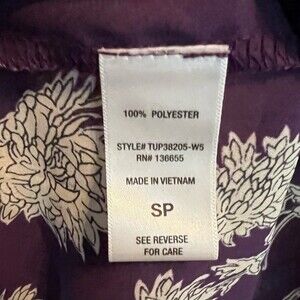 100% POLYESTER
STYLE# TUP38205-W5
RN# 136655
MADE IN VIETNAM
SP
SEE REVERSE
FOR CARE